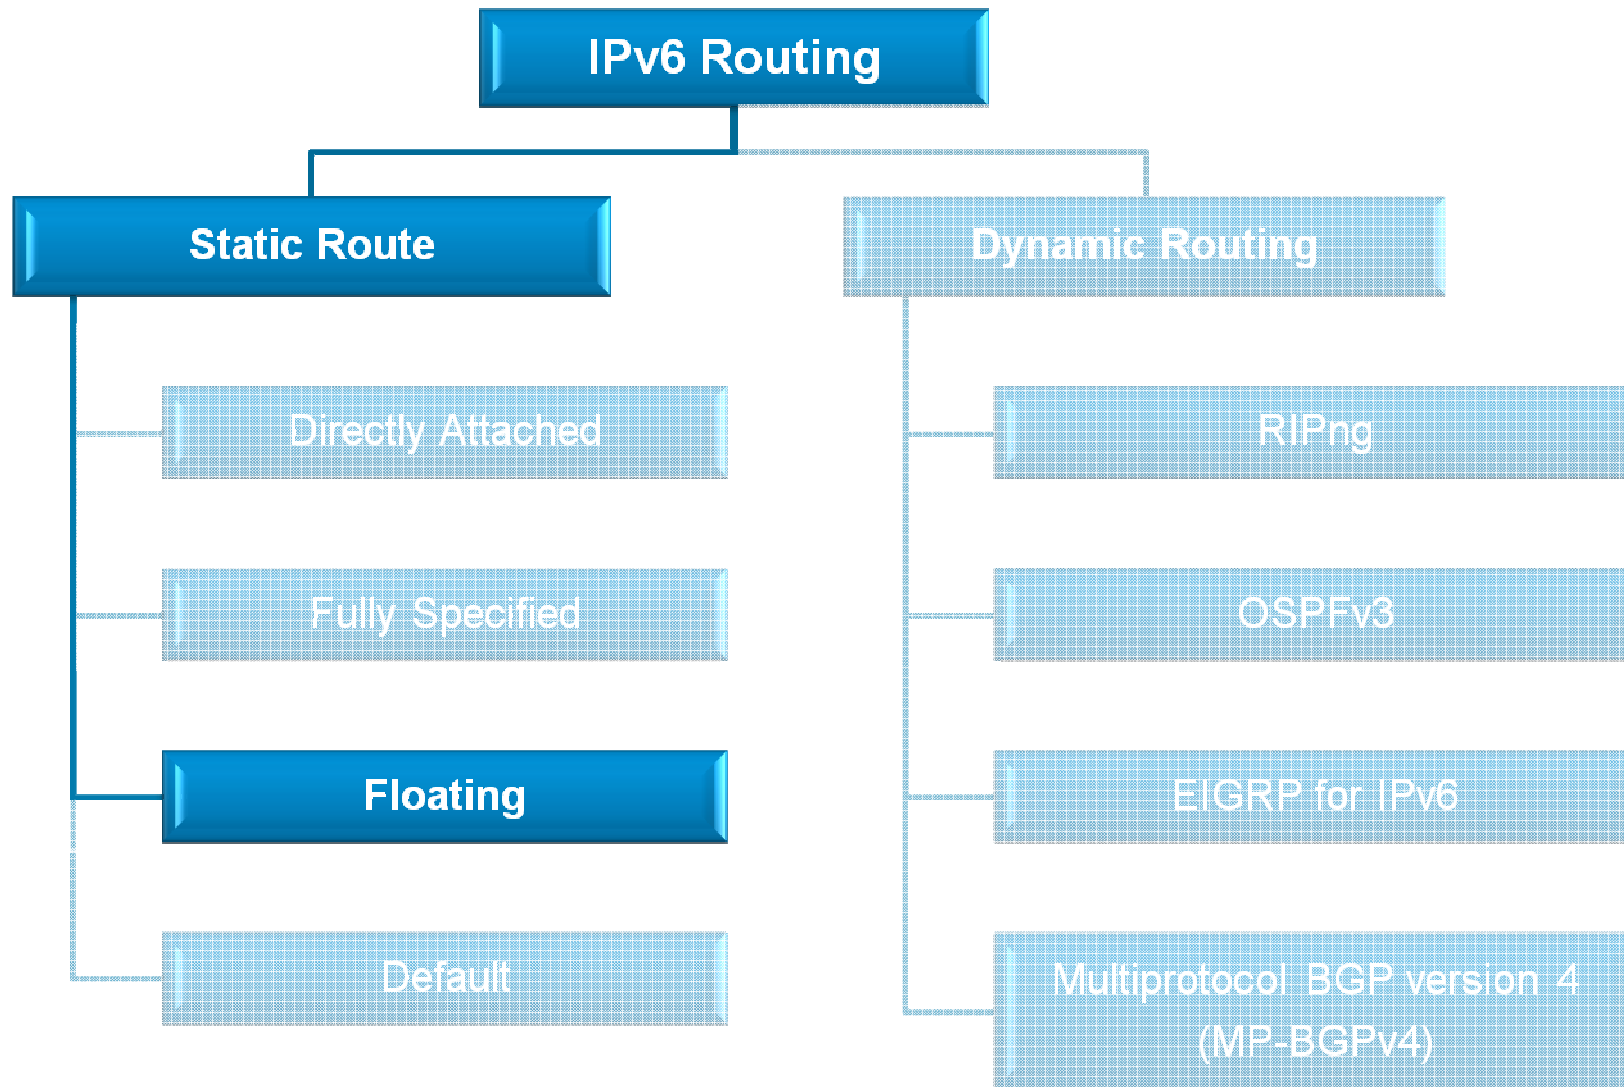 IPv6 Routing
Static Route
Dynamic Routing
Directly Attached
RIPng
Fully Specified
OSPFv3
Floating
EIGRP for IPv6
Default
Multiprotocol BGP version 4
(MP-BGPv4)